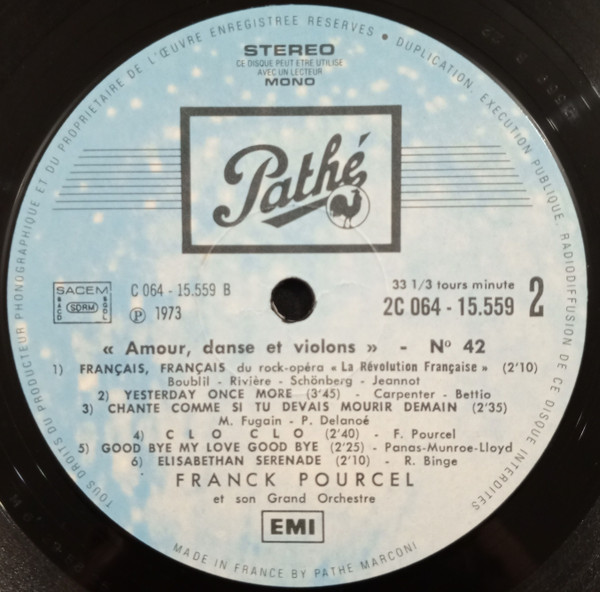 TOUS DROITS DU PRODUCTEUR PHONOGRAPHIQUE ET DU PROPRIETAIRE DE L'ŒUVRE ENREGISTREE RESERVES • DUPLICATION, EXECUTION PUBLIQUE, RADIODIFFUSION DE CE DISQUE INTERDITES
STEREO
CE DISQUE PEUT ETRE UTILISE
AVEC UN LECTEUR
MONO
Pathé
SACEM
SACD SDRM SGDL
C 064 - 15.559 B
Ⓟ 1973
33 1/3 tours minute
2C 064 - 15.559 2
« Amour, danse et violons » - Nº 42
1) FRANÇAIS, FRANÇAIS du rock-opéra « La Révolution Française » (2'10)
Boublil - Rivière - Schönberg - Jeannot
2) YESTERDAY ONCE MORE (3'45) - Carpenter - Bettio
3) CHANTE COMME SI TU DEVAIS MOURIR DEMAIN (2'35)
M. Fugain - P. Delanoé
4) C L O C L O (2'40) - F. Pourcel
5) GOOD BYE MY LOVE GOOD BYE (2'25) - Panas-Munroe-Lloyd
6) ELISABETHAN SERENADE (2'10) - R. Binge
FRANCK POURCEL
et son Grand Orchestre
EMI
MADE IN FRANCE BY PATHE MARCONI